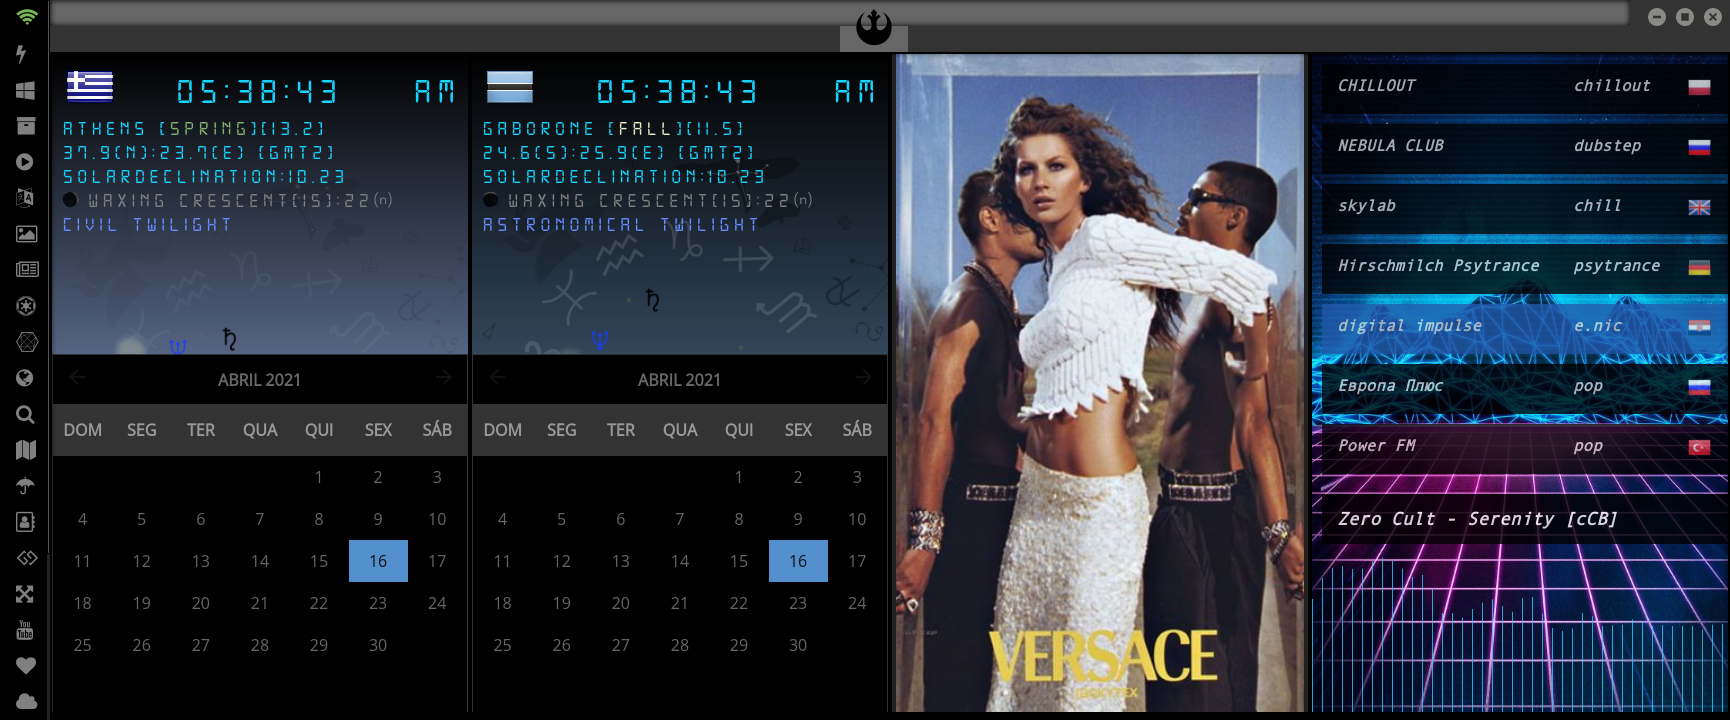 05:38:43 AM
ATHENS [SPRING][13.2]
37.9(N):23.7(E) [GMT2]
SOLARDECLINATION:10.23
WAXING CRESCENT(15):22(n)
CIVIL TWILIGHT
ABRIL 2021
DOM SEG TER QUA QUI SEX SÁB
1 2 3
4 5 6 7 8 9 10
11 12 13 14 15 16 17
18 19 20 21 22 23 24
25 26 27 28 29 30
05:38:43 AM
GABORONE [FALL][11.5]
24.6(S):25.9(E) [GMT2]
SOLARDECLINATION:10.23
WAXING CRESCENT(15):22(n)
ASTRONOMICAL TWILIGHT
ABRIL 2021
DOM SEG TER QUA QUI SEX SÁB
1 2 3
4 5 6 7 8 9 10
11 12 13 14 15 16 17
18 19 20 21 22 23 24
25 26 27 28 29 30
VERSACE
CHILLOUT chillout
NEBULA CLUB dubstep
skylab chill
Hirschmilch Psytrance psytrance
digital impulse e.nic
Европа Плюс pop
Power FM pop
Zero Cult - Serenity [cCB]
You Tube